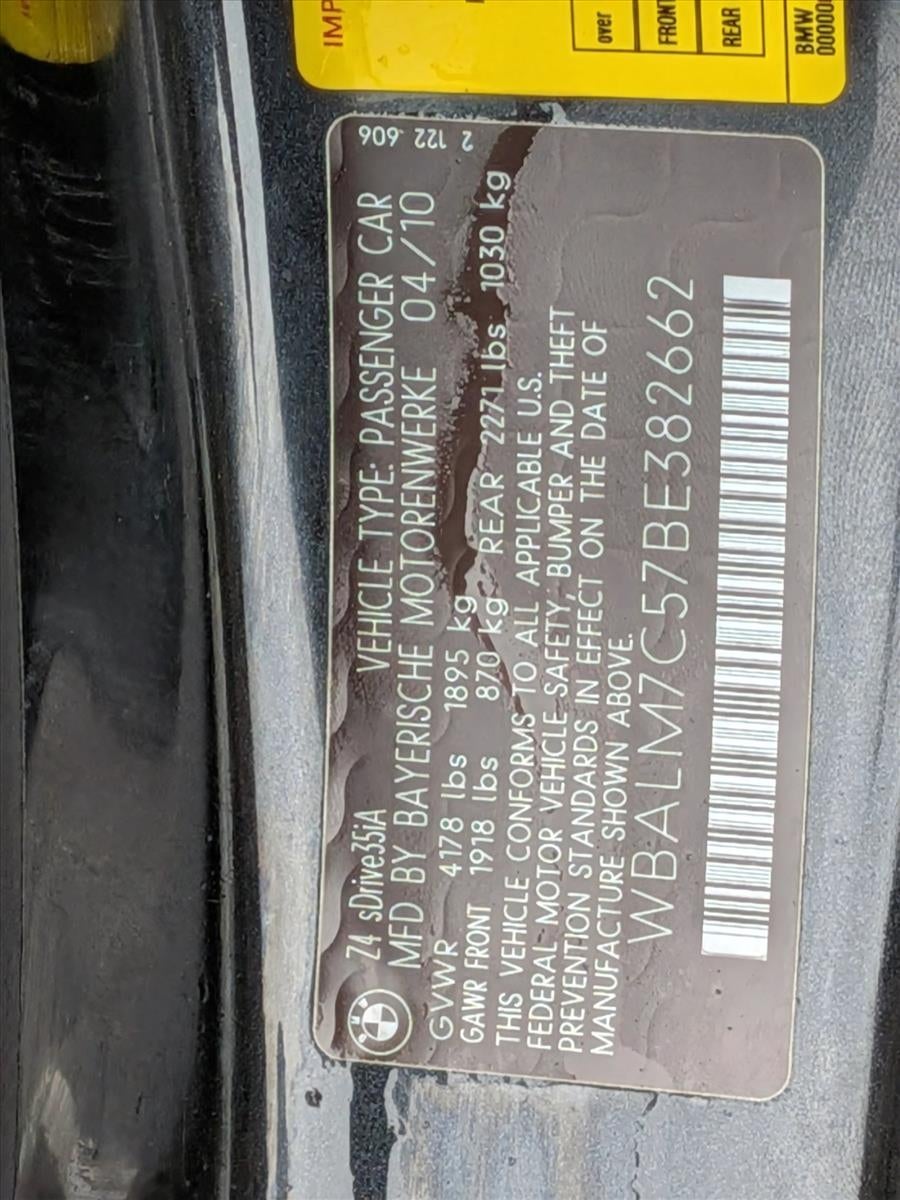 IMP
over
FRONT
REAR
BMW
00000
2 122 606
Z4 sDrive35iA VEHICLE TYPE: PASSENGER CAR
MFD BY BAYERISCHE MOTORENWERKE 04/10
GVWR 4178 lbs 1895 kg
GAWR FRONT 1918 lbs 870 kg REAR 2271 lbs 1030 kg
THIS VEHICLE CONFORMS TO ALL APPLICABLE U.S.
FEDERAL MOTOR VEHICLE SAFETY, BUMPER AND THEFT
PREVENTION STANDARDS IN EFFECT ON THE DATE OF
MANUFACTURE SHOWN ABOVE.
WBALM7C57BE382662